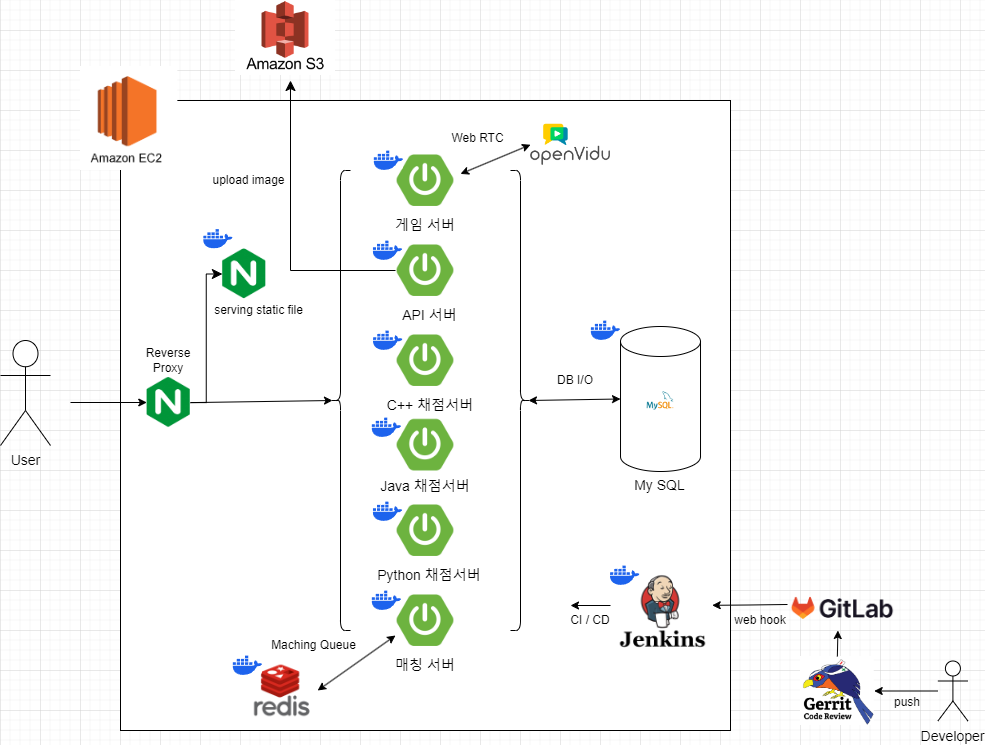 Amazon S3
Amazon EC2
Web RTC
openVidu
upload image
게임 서버
serving static file
API 서버
Reverse
Proxy
DB I/O
C++ 채점서버
MySQL
User
Java 채점서버
My SQL
Python 채점서버
CI / CD
Jenkins
web hook
GitLab
Maching Queue
매칭 서버
redis
Gerrit
Code Review
push
Developer